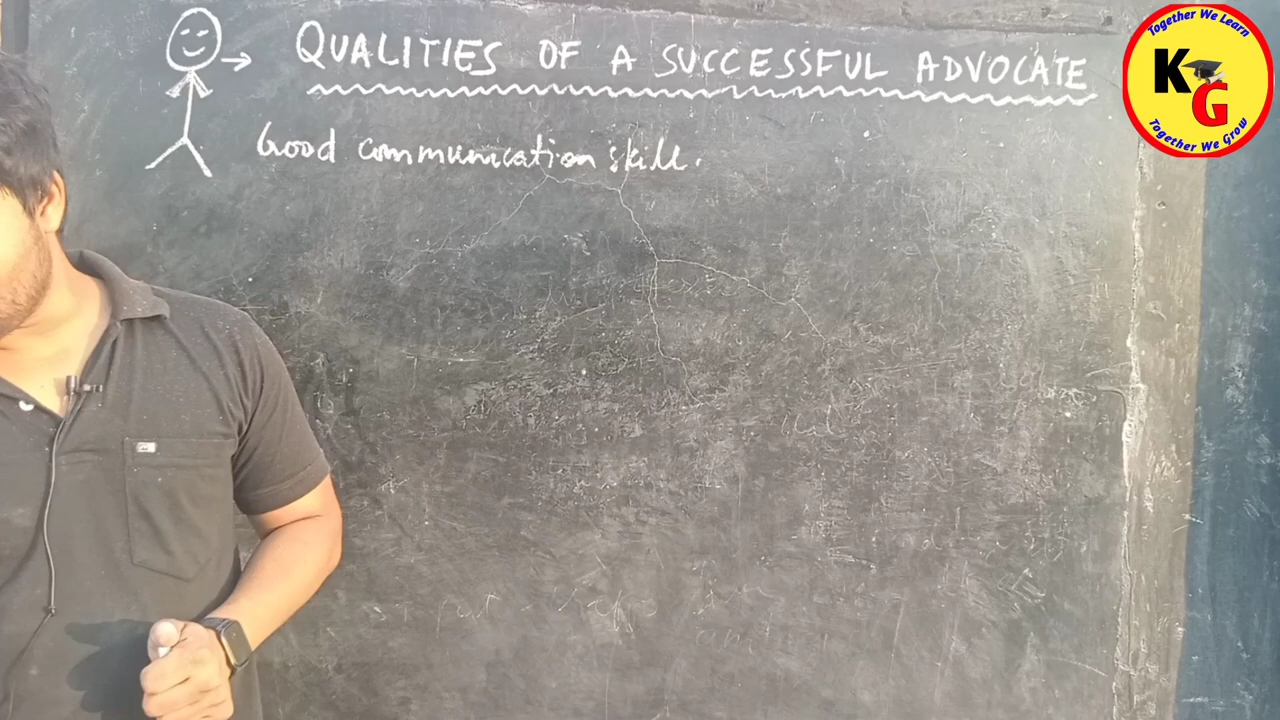 QUALITIES OF A SUCCESSFUL ADVOCATE
Good communication skill.
Together We Learn
KG
Together We Grow